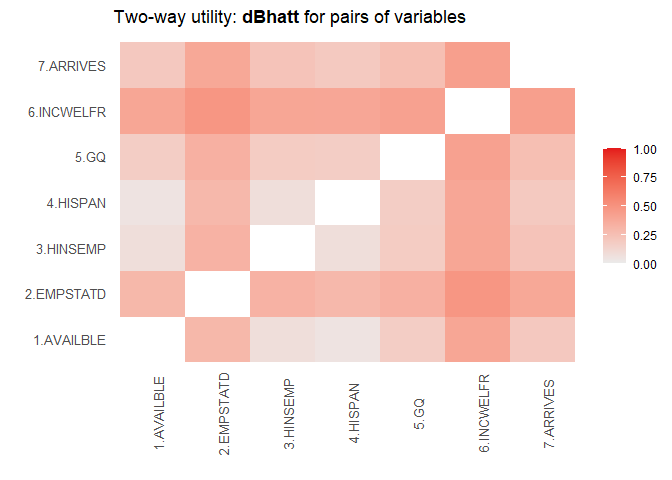 Two-way utility: dBhatt for pairs of variables
7.ARRIVES
6.INCWELFR
5.GQ
4.HISPAN
3.HINSEMP
2.EMPSTATD
1.AVAILBLE
1.00
0.75
0.50
0.25
0.00
1.AVAILBLE
2.EMPSTATD
3.HINSEMP
4.HISPAN
5.GQ
6.INCWELFR
7.ARRIVES